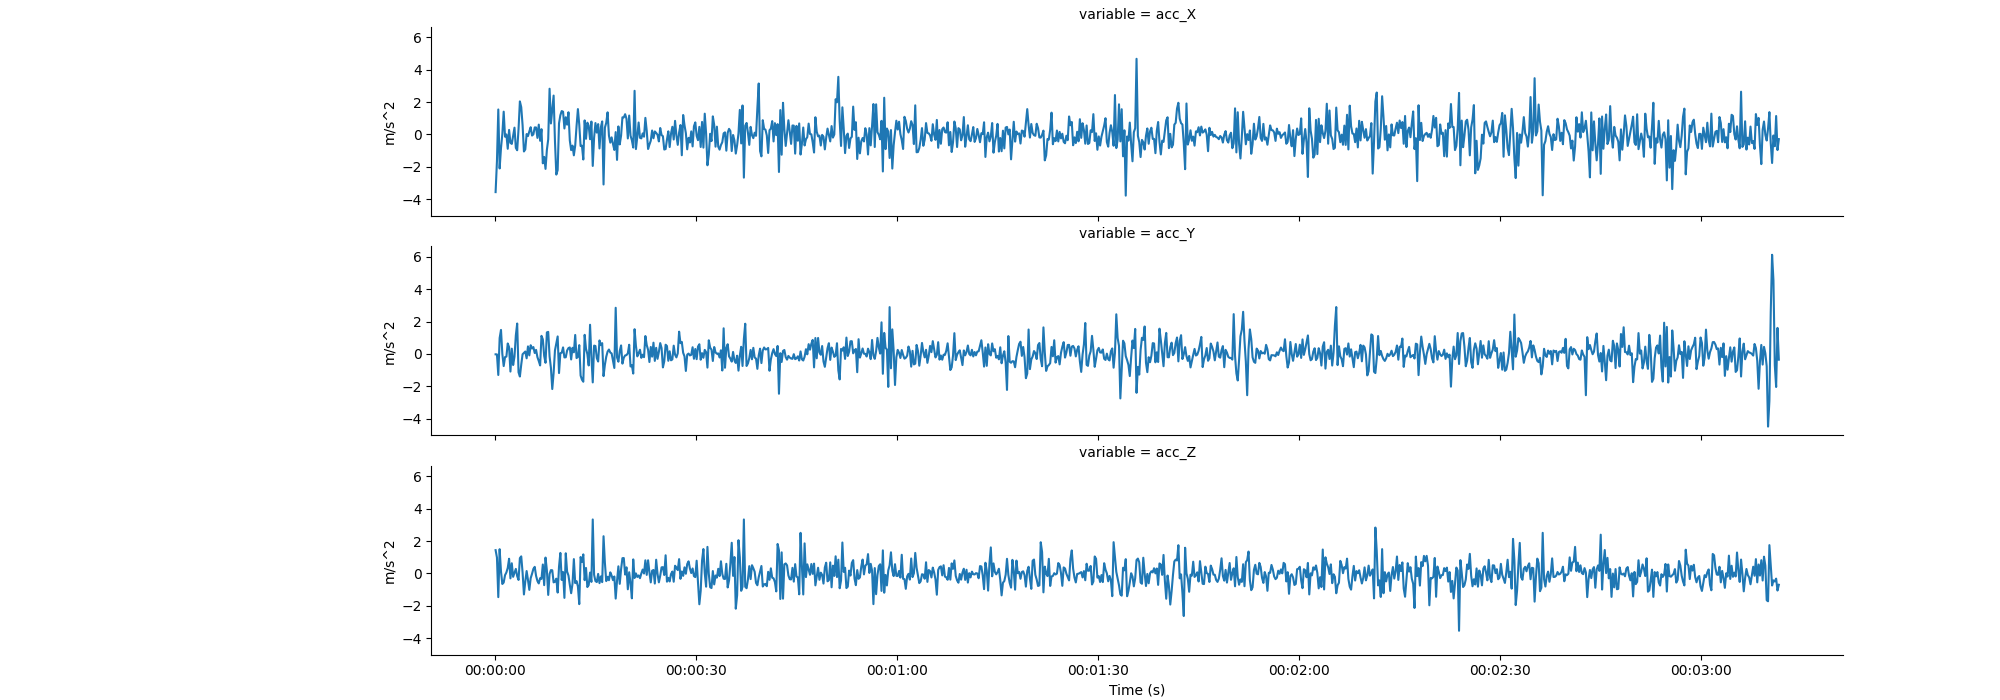 variable = acc_X
6
4
2
0
−2
−4
m/s^2
variable = acc_Y
6
4
2
0
−2
−4
m/s^2
variable = acc_Z
6
4
2
0
−2
−4
m/s^2
00:00:00 00:00:30 00:01:00 00:01:30 00:02:00 00:02:30 00:03:00
Time (s)